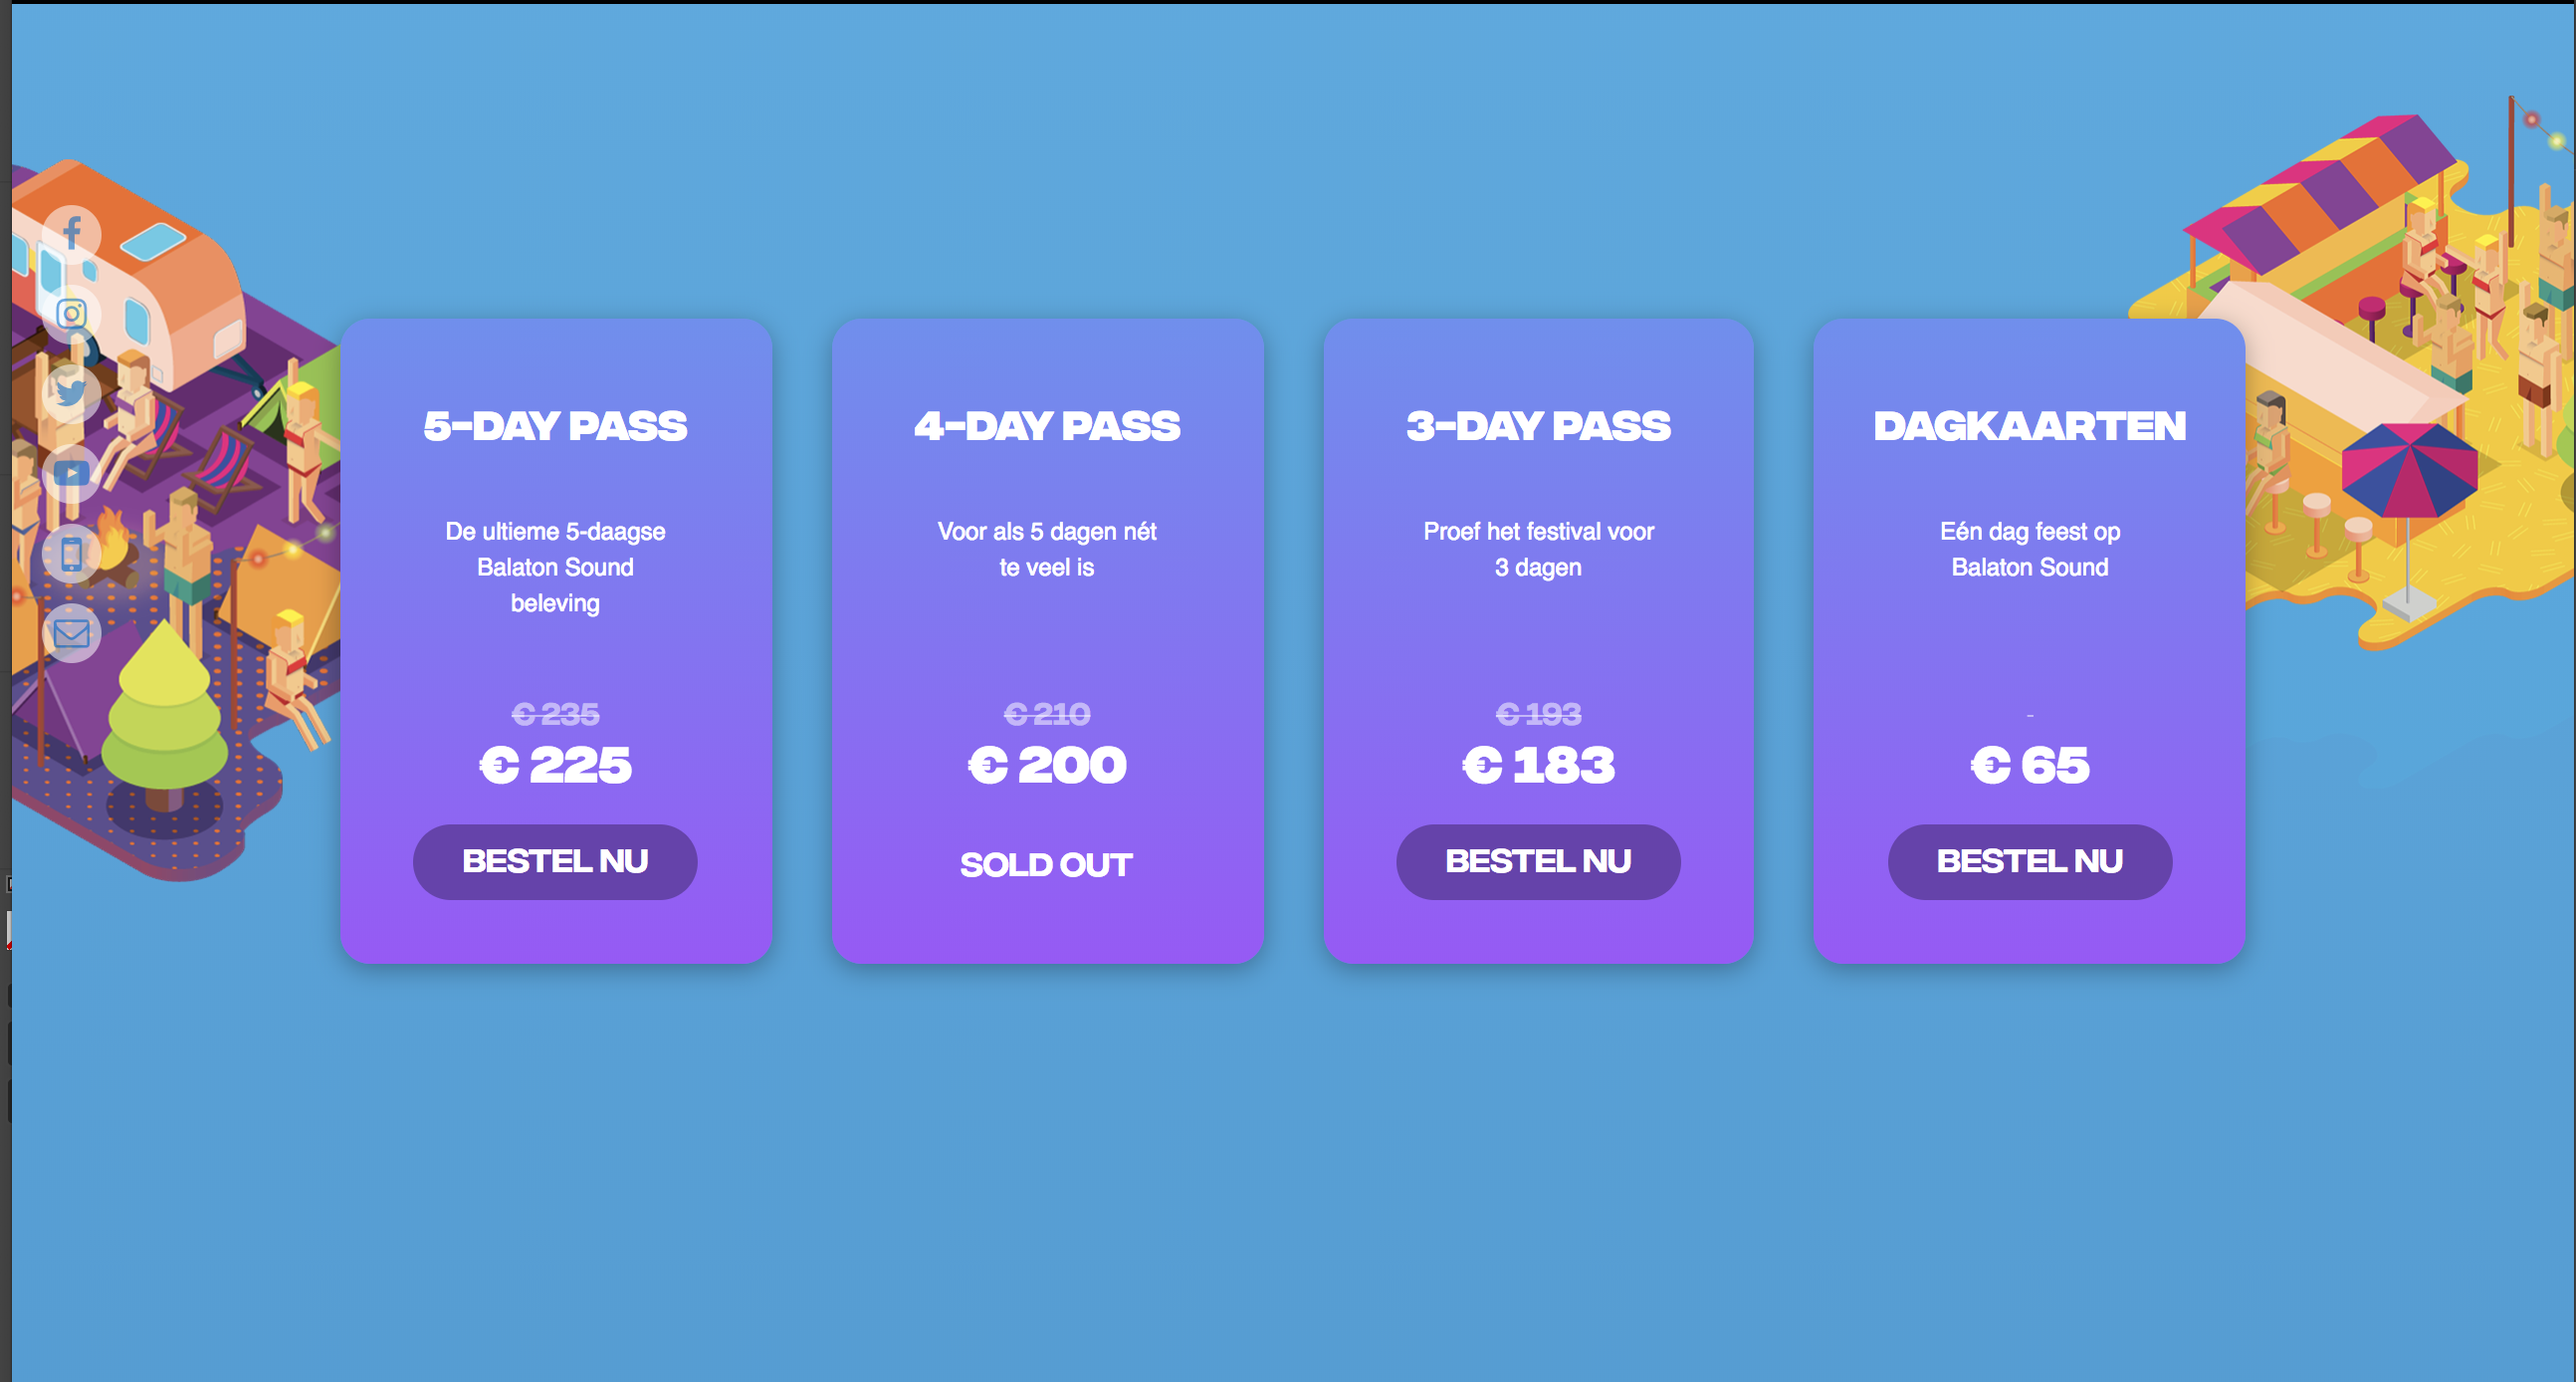 5-DAY PASS
De ultieme 5-daagse
Balaton Sound
beleving
€ 235
€ 225
BESTEL NU
4-DAY PASS
Voor als 5 dagen nét
te veel is
€ 210
€ 200
SOLD OUT
3-DAY PASS
Proef het festival voor
3 dagen
€ 193
€ 183
BESTEL NU
DAGKAARTEN
Eén dag feest op
Balaton Sound
-
€ 65
BESTEL NU